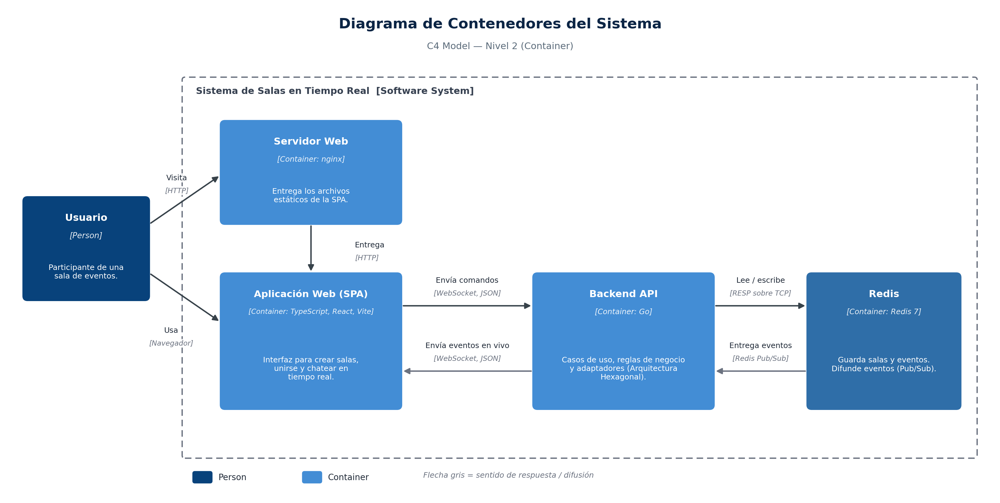 Diagrama de Contenedores del Sistema
C4 Model — Nivel 2 (Container)
Sistema de Salas en Tiempo Real [Software System]
Servidor Web
[Container: nginx]
Entrega los archivos
estáticos de la SPA.
Visita
[HTTP]
Usuario
[Person]
Participante de una
sala de eventos.
Entrega
[HTTP]
Usa
[Navegador]
Aplicación Web (SPA)
[Container: TypeScript, React, Vite]
Interfaz para crear salas,
unirse y chatear en
tiempo real.
Envía comandos
[WebSocket, JSON]
Envía eventos en vivo
[WebSocket, JSON]
Backend API
[Container: Go]
Casos de uso, reglas de negocio
y adaptadores (Arquitectura
Hexagonal).
Lee / escribe
[RESP sobre TCP]
Entrega eventos
[Redis Pub/Sub]
Redis
[Container: Redis 7]
Guarda salas y eventos.
Difunde eventos (Pub/Sub).
Person
Container
Flecha gris = sentido de respuesta / difusión